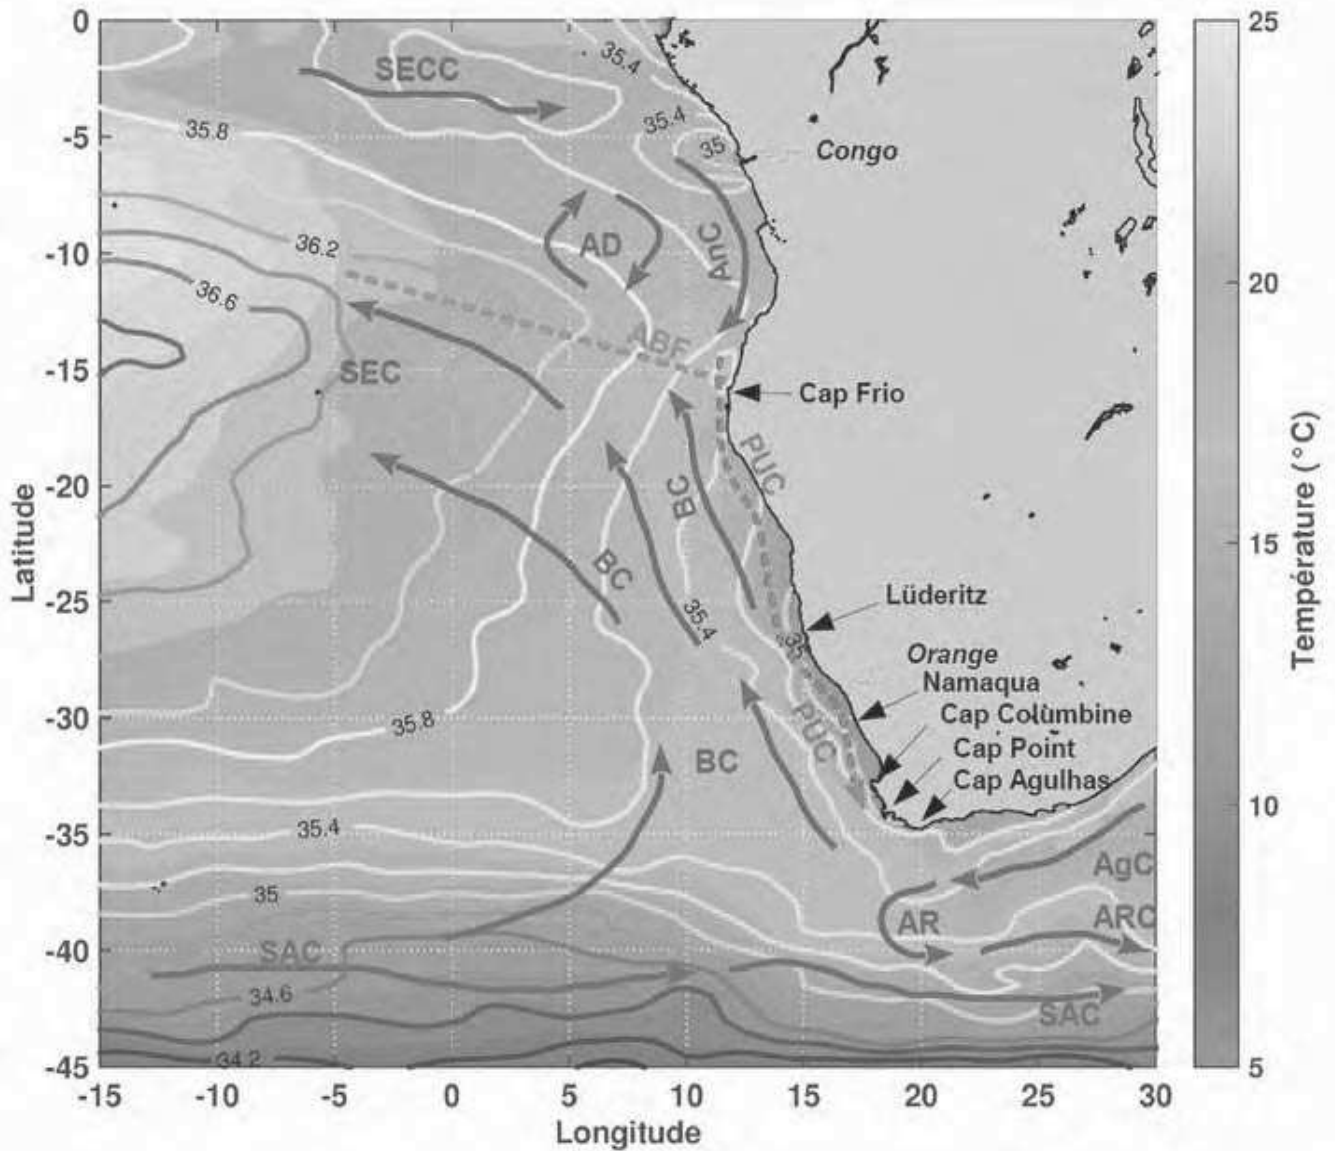 0
-5
-10
-15
-20
-25
-30
-35
-40
-45
Latitude
-15
-10
-5
0
5
10
15
20
25
30
Longitude
25
20
15
10
5
Température (°C)
SECC
35.4
35.8
35.4
35
Congo
AD
AnC
36.2
36.6
ABF
SEC
Cap Frio
PUC
BC
BC
35.4
Lüderitz
35
Orange
Namaqua
Cap Columbine
Cap Point
Cap Agulhas
PUC
35.8
BC
35.4
AgC
35
AR
ARC
SAC
34.6
SAC
34.2